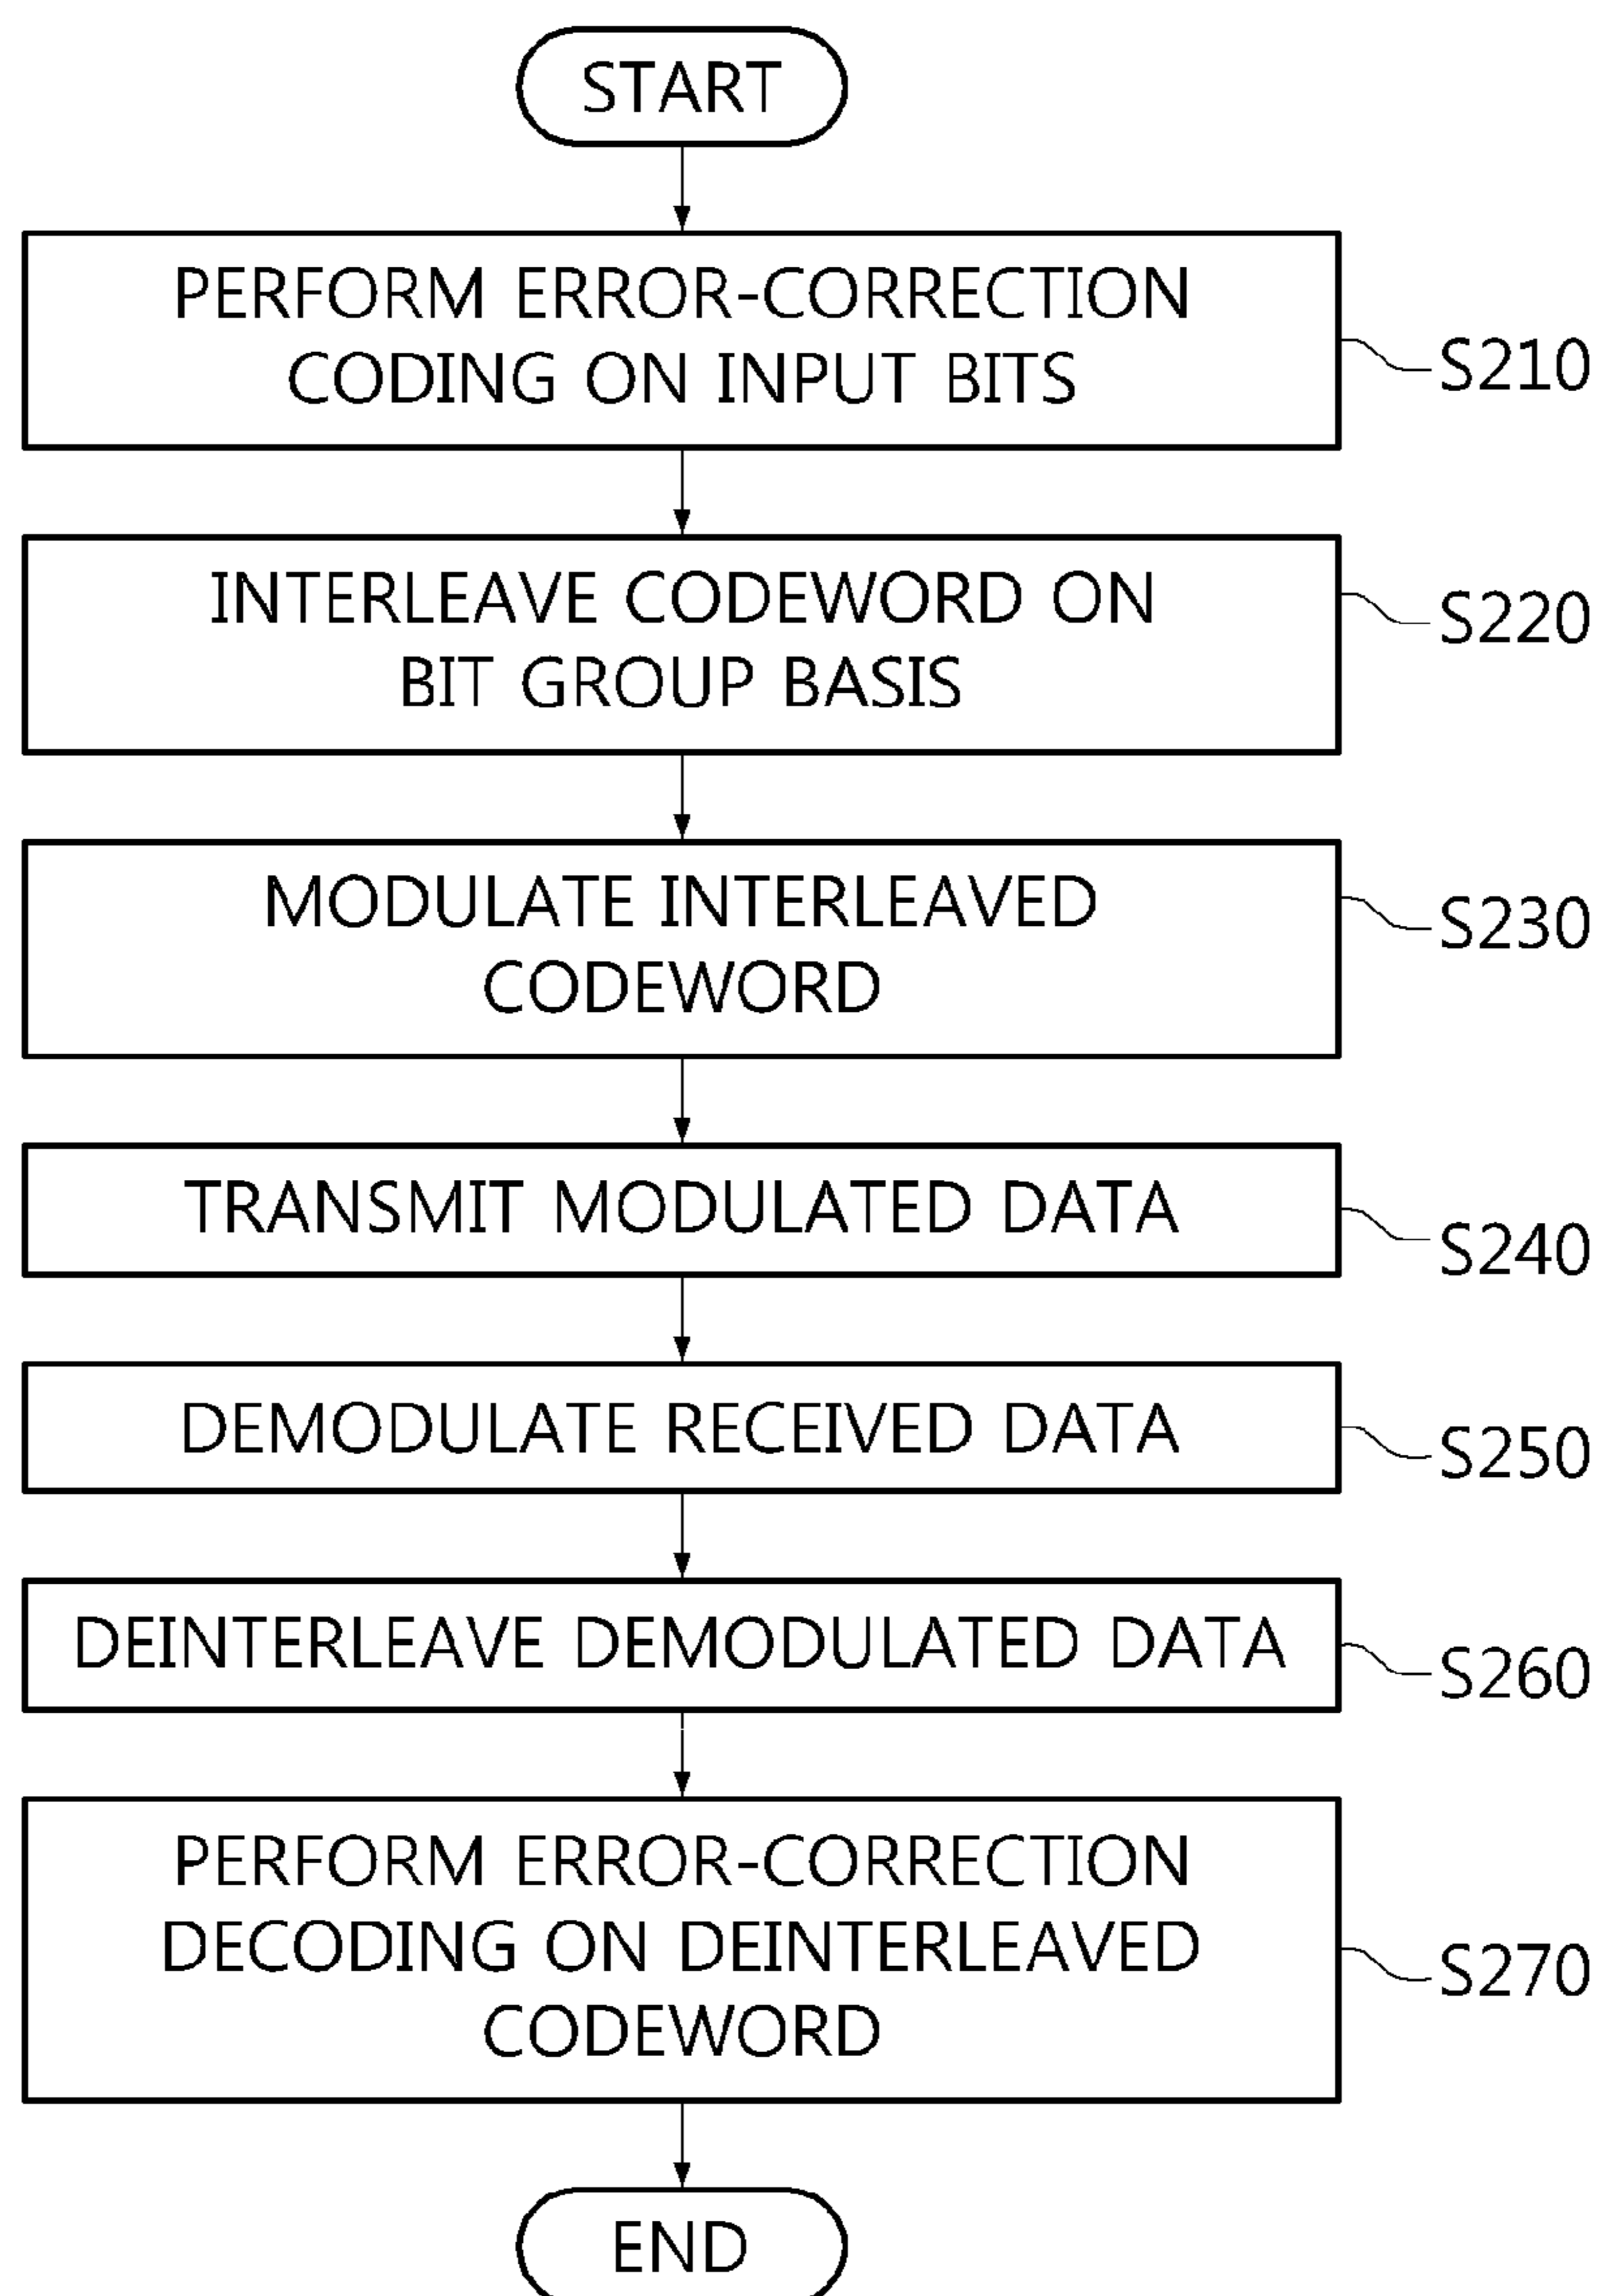 START
PERFORM ERROR-CORRECTION
CODING ON INPUT BITS
S210
INTERLEAVE CODEWORD ON
BIT GROUP BASIS
S220
MODULATE INTERLEAVED
CODEWORD
S230
TRANSMIT MODULATED DATA
S240
DEMODULATE RECEIVED DATA
S250
DEINTERLEAVE DEMODULATED DATA
S260
PERFORM ERROR-CORRECTION
DECODING ON DEINTERLEAVED
CODEWORD
S270
END